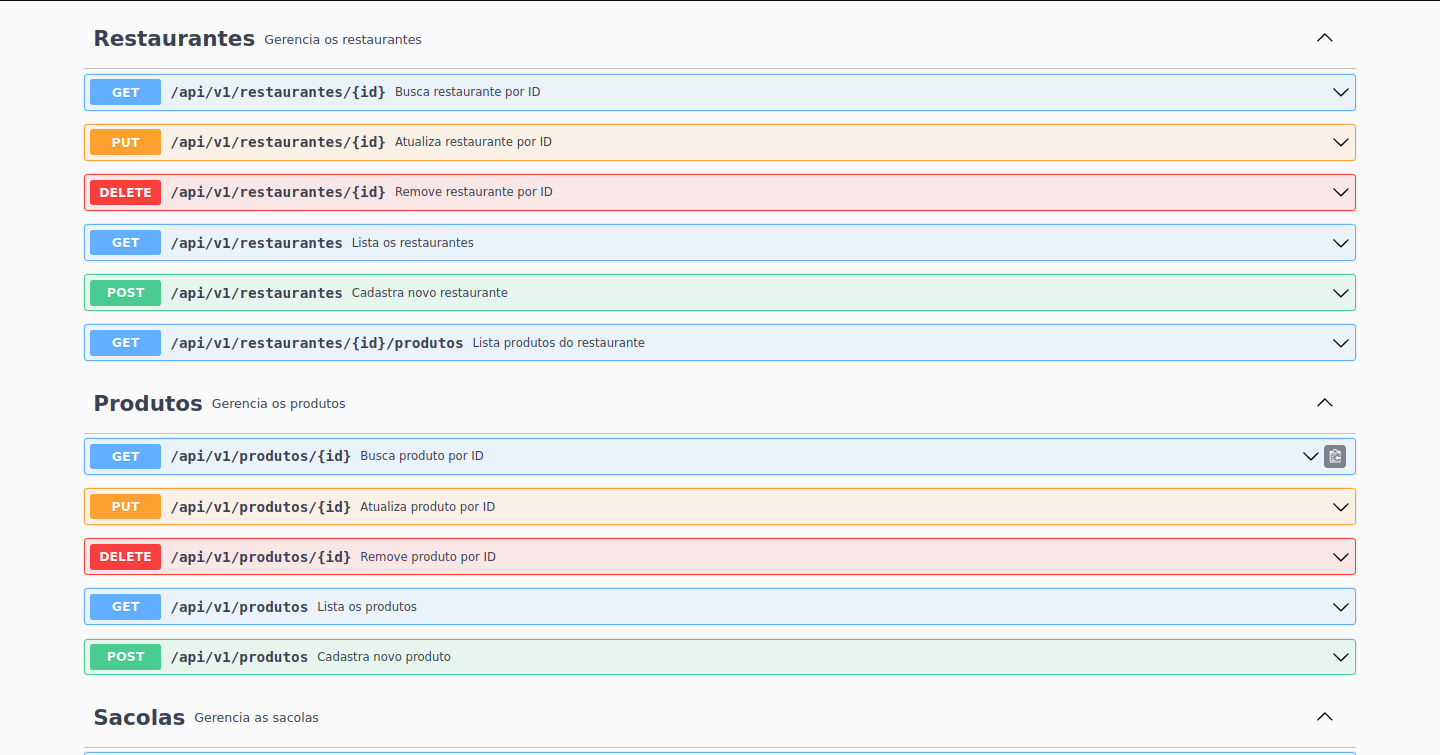 Restaurantes Gerencia os restaurantes
GET /api/v1/restaurantes/{id} Busca restaurante por ID
PUT /api/v1/restaurantes/{id} Atualiza restaurante por ID
DELETE /api/v1/restaurantes/{id} Remove restaurante por ID
GET /api/v1/restaurantes Lista os restaurantes
POST /api/v1/restaurantes Cadastra novo restaurante
GET /api/v1/restaurantes/{id}/produtos Lista produtos do restaurante
Produtos Gerencia os produtos
GET /api/v1/produtos/{id} Busca produto por ID
PUT /api/v1/produtos/{id} Atualiza produto por ID
DELETE /api/v1/produtos/{id} Remove produto por ID
GET /api/v1/produtos Lista os produtos
POST /api/v1/produtos Cadastra novo produto
Sacolas Gerencia as sacolas